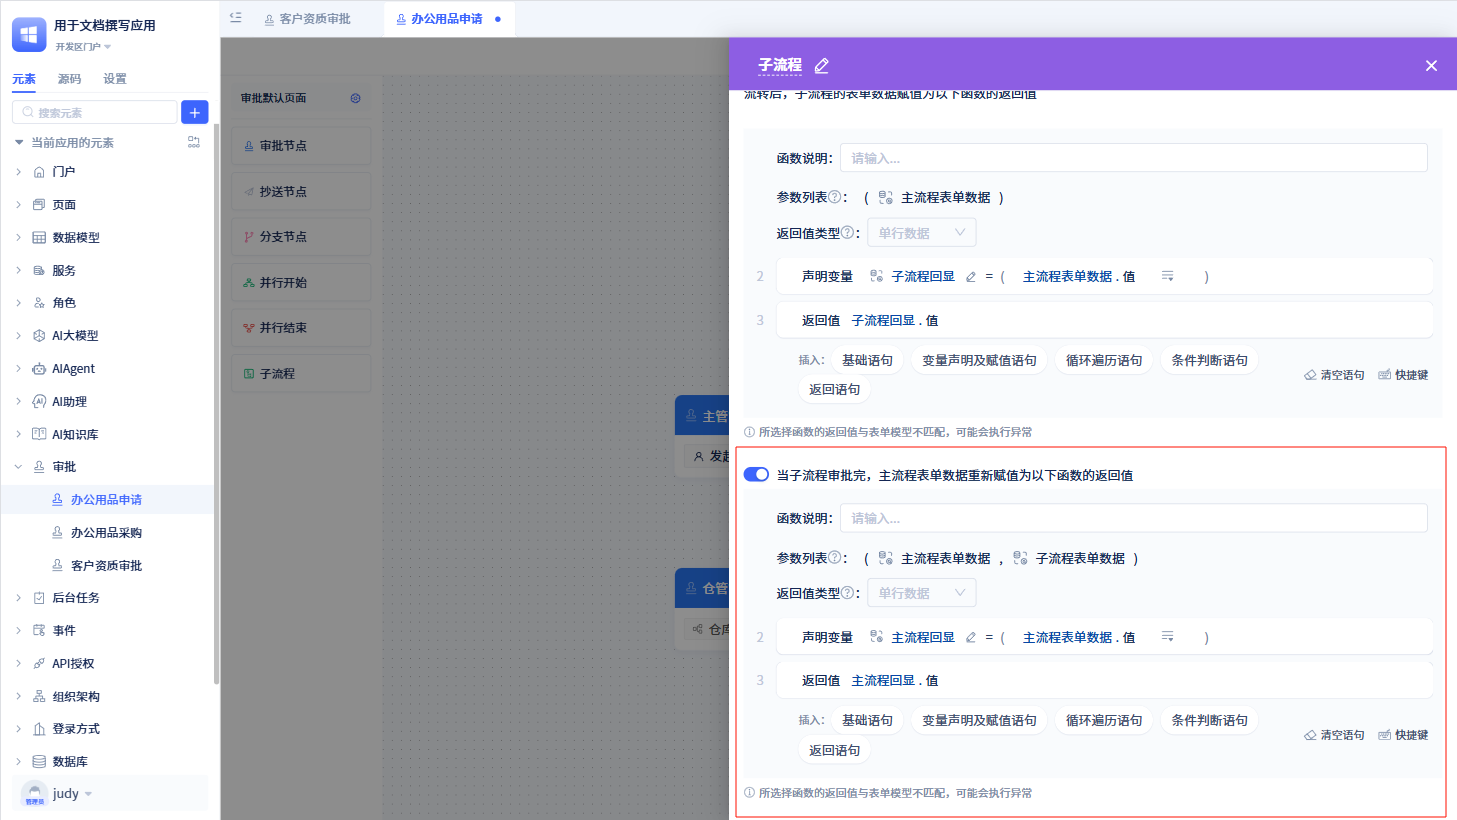 用于文档撰写应用
开发区门户
元素 源码 设置
搜索元素
当前应用的元素
门户
页面
数据模型
服务
角色
AI大模型
AIAgent
AI助理
AI知识库
审批
办公用品申请
办公用品采购
客户资质审批
后台任务
事件
API授权
组织架构
登录方式
数据库
管理员 judy
客户资质审批 办公用品申请
审批默认页面
审批节点
抄送节点
分支节点
并行开始
并行结束
子流程
主管
发起
仓管
仓库
子流程
流转后，子流程的表单数据赋值为以下函数的返回值
函数说明： 请输入...
参数列表?： ( 主流程表单数据 )
返回值类型?： 单行数据
2 声明变量 子流程回显 = ( 主流程表单数据 . 值 )
3 返回值 子流程回显 . 值
插入： 基础语句 变量声明及赋值语句 循环遍历语句 条件判断语句
返回语句
清空语句 快捷键
所选择函数的返回值与表单模型不匹配，可能会执行异常
当子流程审批完，主流程表单数据重新赋值为以下函数的返回值
函数说明： 请输入...
参数列表?： ( 主流程表单数据 , 子流程表单数据 )
返回值类型?： 单行数据
2 声明变量 主流程回显 = ( 主流程表单数据 . 值 )
3 返回值 主流程回显 . 值
插入： 基础语句 变量声明及赋值语句 循环遍历语句 条件判断语句
返回语句
清空语句 快捷键
所选择函数的返回值与表单模型不匹配，可能会执行异常